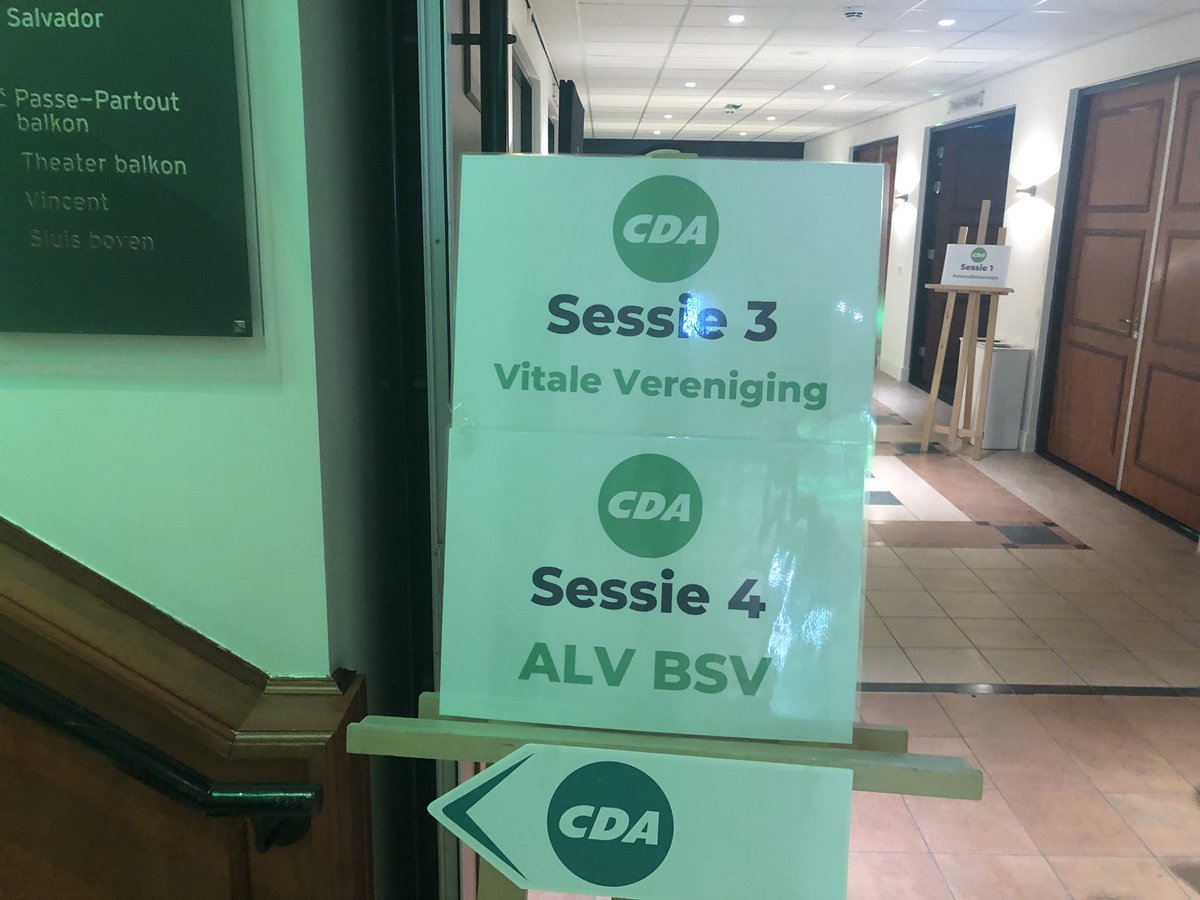 Salvador
Passe-Partout
balkon
Theater balkon
Vincent
Sluis boven
CDA
Sessie 3
Vitale Vereniging
CDA
Sessie 4
ALV BSV
CDA
CDA
Sessie 1
Amendementen